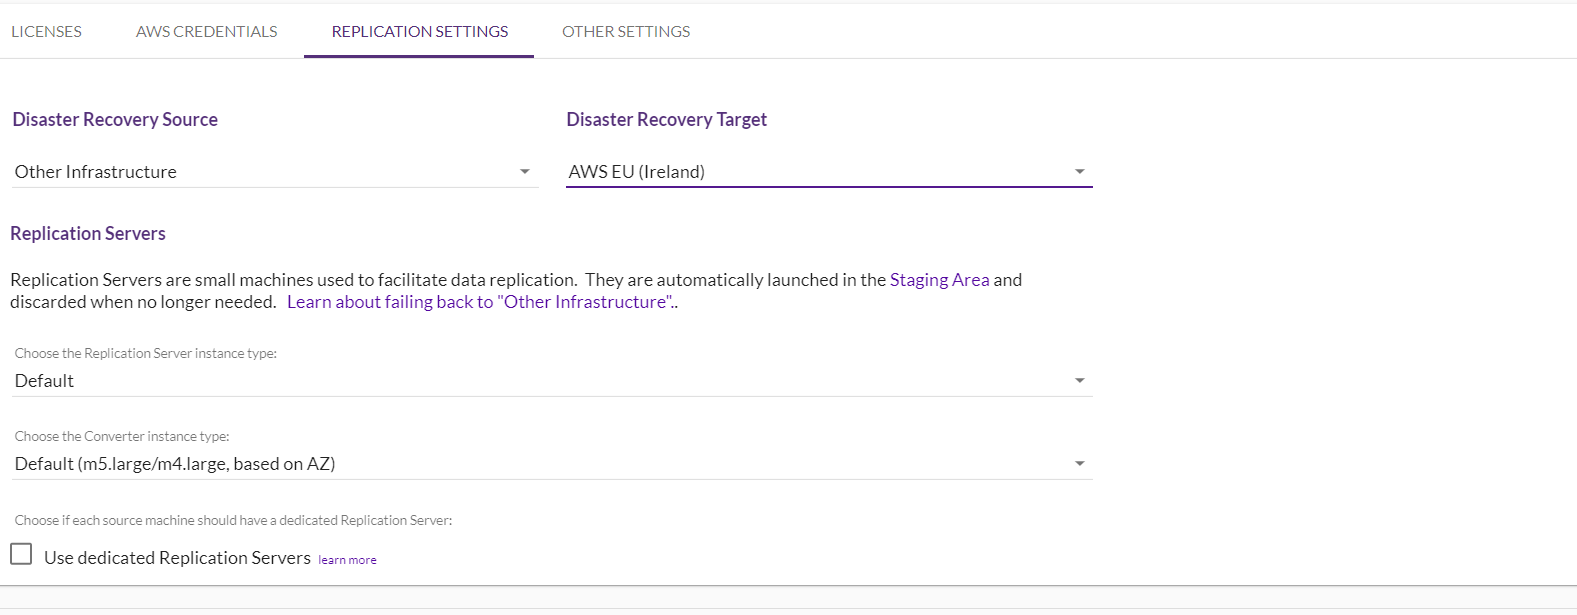 LICENSES AWS CREDENTIALS REPLICATION SETTINGS OTHER SETTINGS
Disaster Recovery Source
Disaster Recovery Target
Other Infrastructure
AWS EU (Ireland)
Replication Servers
Replication Servers are small machines used to facilitate data replication. They are automatically launched in the Staging Area and
discarded when no longer needed. Learn about failing back to "Other Infrastructure"..
Choose the Replication Server instance type:
Default
Choose the Converter instance type:
Default (m5.large/m4.large, based on AZ)
Choose if each source machine should have a dedicated Replication Server:
Use dedicated Replication Servers learn more